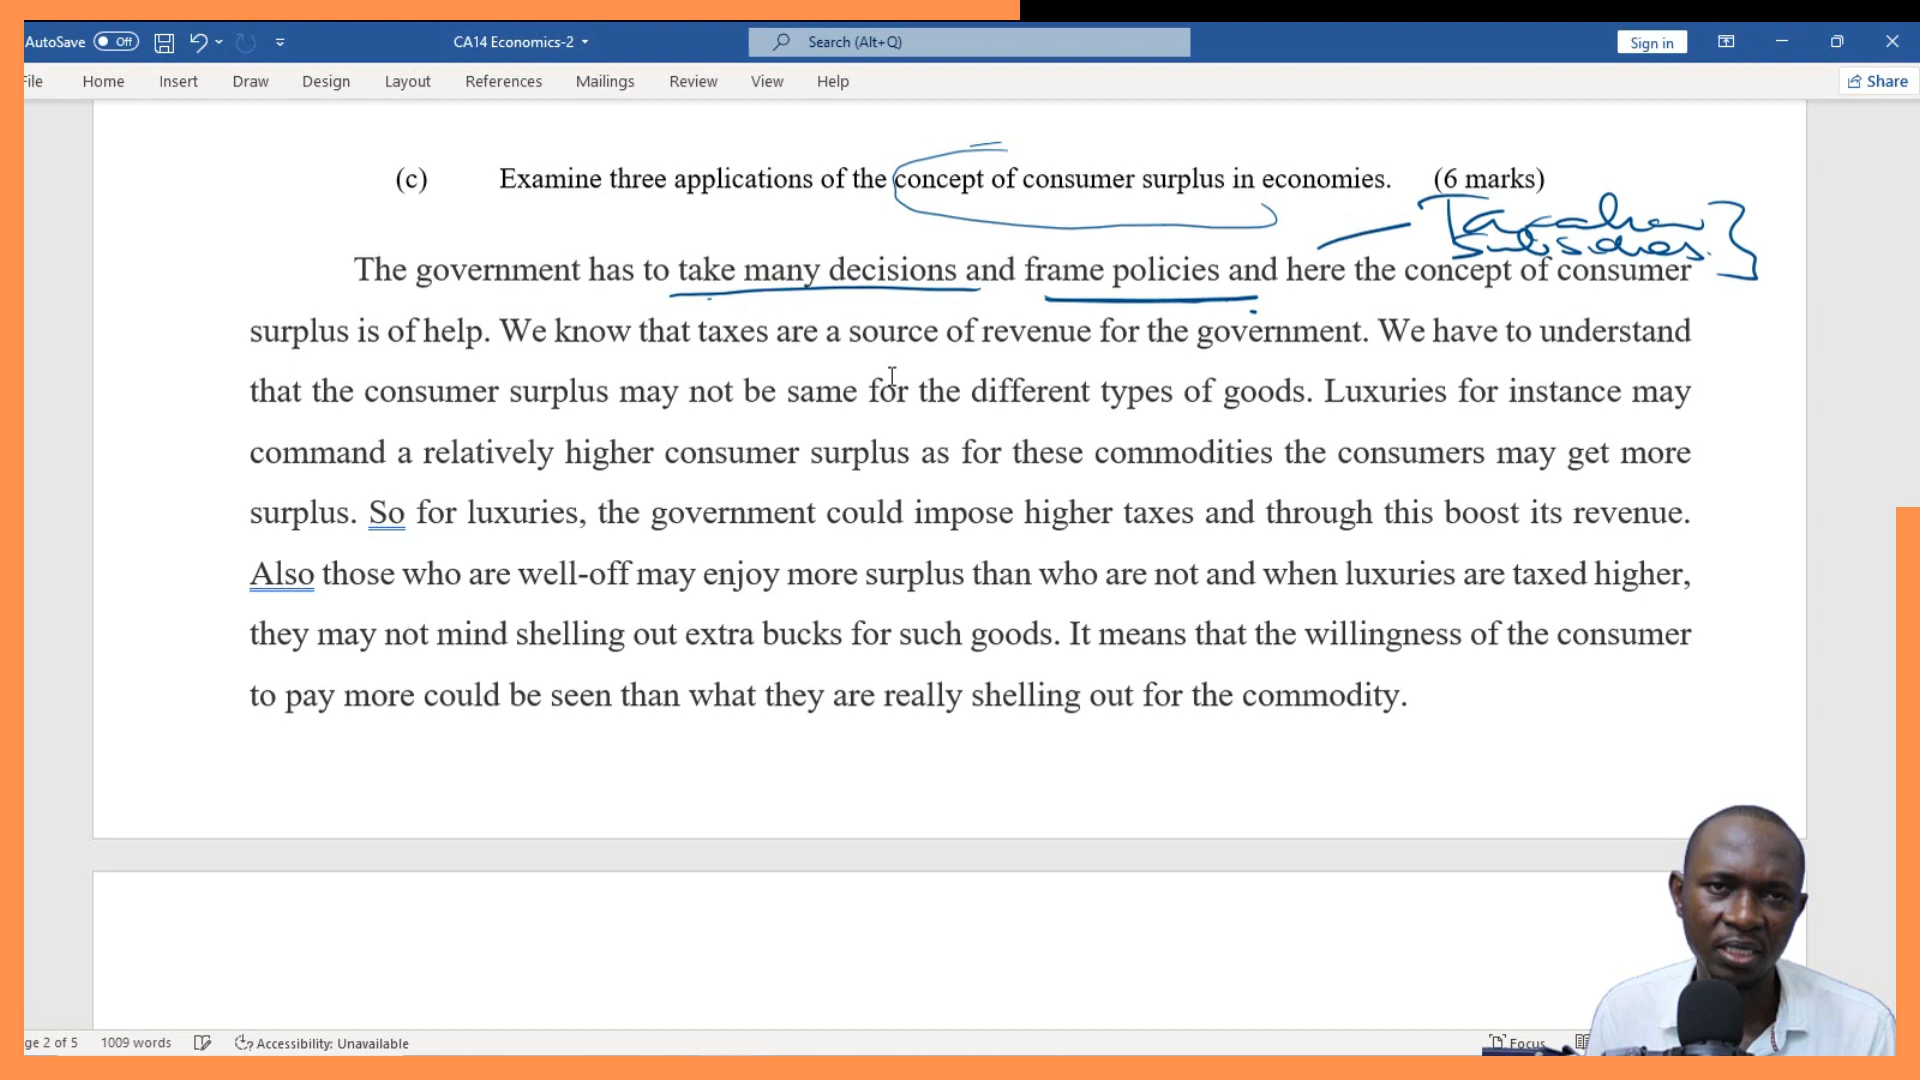 AutoSave Off CA14 Economics-2 Search (Alt+Q) Sign in
File Home Insert Draw Design Layout References Mailings Review View Help Share
(c) Examine three applications of the concept of consumer surplus in economies. (6 marks)
Taxation
Subsidies.
The government has to take many decisions and frame policies and here the concept of consumer
surplus is of help. We know that taxes are a source of revenue for the government. We have to understand
that the consumer surplus may not be same for the different types of goods. Luxuries for instance may
command a relatively higher consumer surplus as for these commodities the consumers may get more
surplus. So for luxuries, the government could impose higher taxes and through this boost its revenue.
Also those who are well-off may enjoy more surplus than who are not and when luxuries are taxed higher,
they may not mind shelling out extra bucks for such goods. It means that the willingness of the consumer
to pay more could be seen than what they are really shelling out for the commodity.
ge 2 of 5 1009 words Accessibility: Unavailable Focus